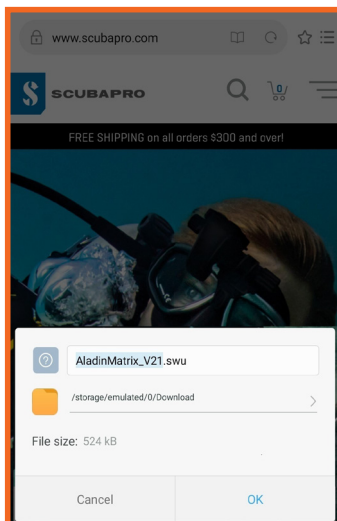 www.scubapro.com
S SCUBAPRO
0
FREE SHIPPING on all orders $300 and over!
AladinMatrix_V21.swu
/storage/emulated/0/Download
File size: 524 kB
Cancel
OK